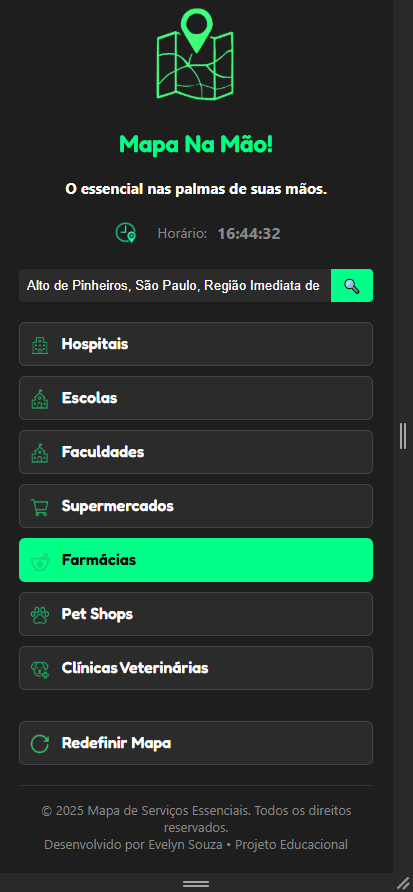 Mapa Na Mão!
O essencial nas palmas de suas mãos.
Horário: 16:44:32
Alto de Pinheiros, São Paulo, Região Imediata de
Hospitais
Escolas
Faculdades
Supermercados
Farmácias
Pet Shops
Clínicas Veterinárias
Redefinir Mapa
© 2025 Mapa de Serviços Essenciais. Todos os direitos
reservados.
Desenvolvido por Evelyn Souza • Projeto Educacional